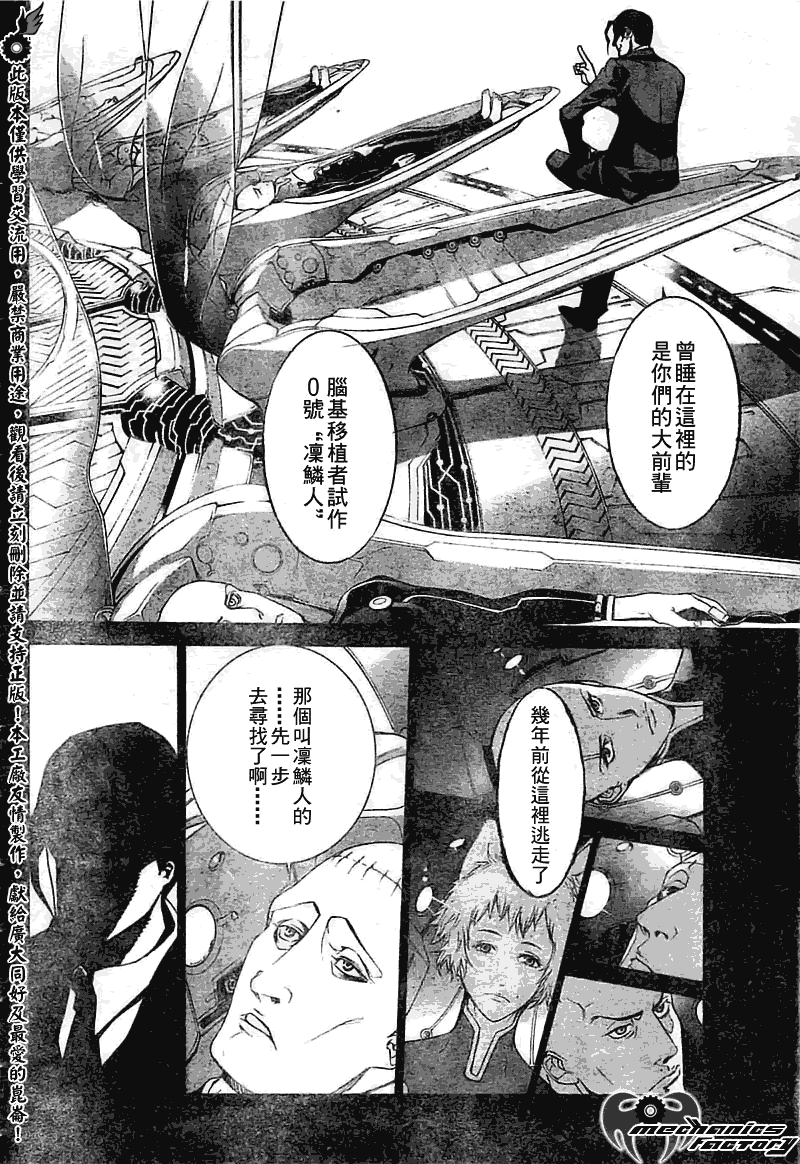 曾睡在這裡的
是你們的大前輩
腦基移植者試作
0號“凜鱗人”
幾年前從這裡逃走了
那個叫凜鱗人的
……先一步
去尋找了啊……
此版本僅供學習交流用，嚴禁商業用途，觀看後請立刻刪除並請支持正版！本工廠友情製作，獻給廣大同好及最愛的崑崙！
mechanics
factory